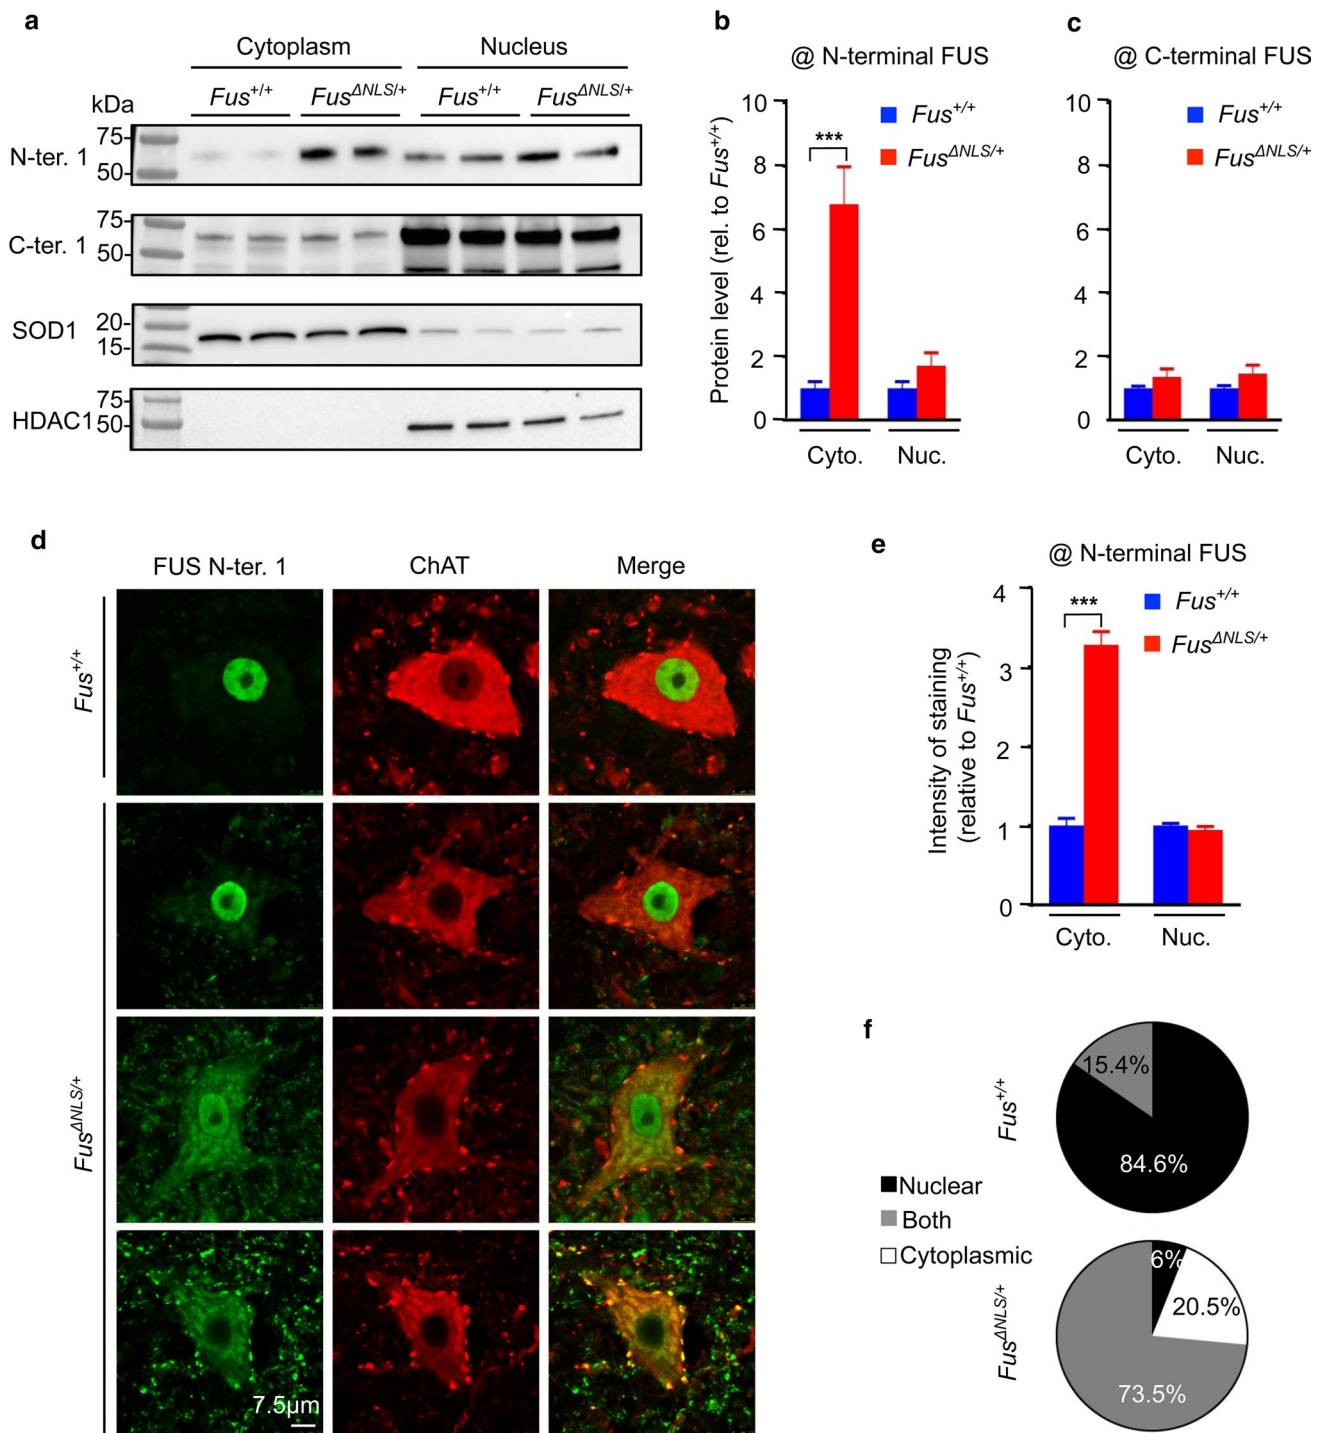 a
Cytoplasm Nucleus
Fus+/+ FusΔNLS/+ Fus+/+ FusΔNLS/+
kDa
N-ter. 1
75-
50-
C-ter. 1
75-
50-
SOD1
20-
15-
HDAC1
75-
50-
b
@ N-terminal FUS
Protein level (rel. to Fus+/+)
10
8
6
4
2
0
***
Fus+/+
FusΔNLS/+
Cyto. Nuc.
c
@ C-terminal FUS
10
8
6
4
2
0
Fus+/+
FusΔNLS/+
Cyto. Nuc.
d
FUS N-ter. 1 ChAT Merge
Fus+/+
FusΔNLS/+
7.5µm
e
@ N-terminal FUS
Intensity of staining
(relative to Fus+/+)
4
3
2
1
0
***
Fus+/+
FusΔNLS/+
Cyto. Nuc.
f
Fus+/+
15.4%
84.6%
Nuclear
Both
Cytoplasmic
FusΔNLS/+
6%
20.5%
73.5%